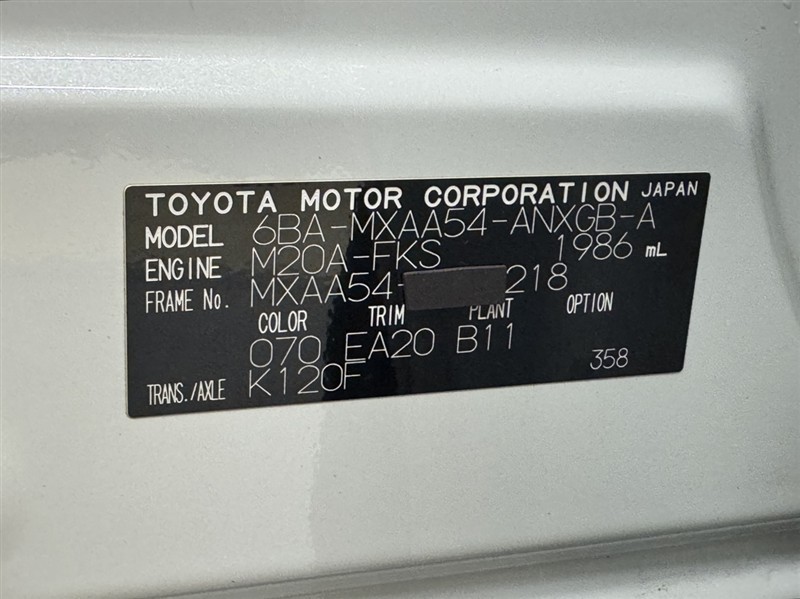 TOYOTA MOTOR CORPORATION JAPAN
MODEL 6BA-MXAA54-ANXGB-A
ENGINE M20A-FKS 1986 mL
FRAME No. MXAA54- 218
COLOR TRIM PLANT OPTION
070 EA20 B11
TRANS./AXLE K120F 358